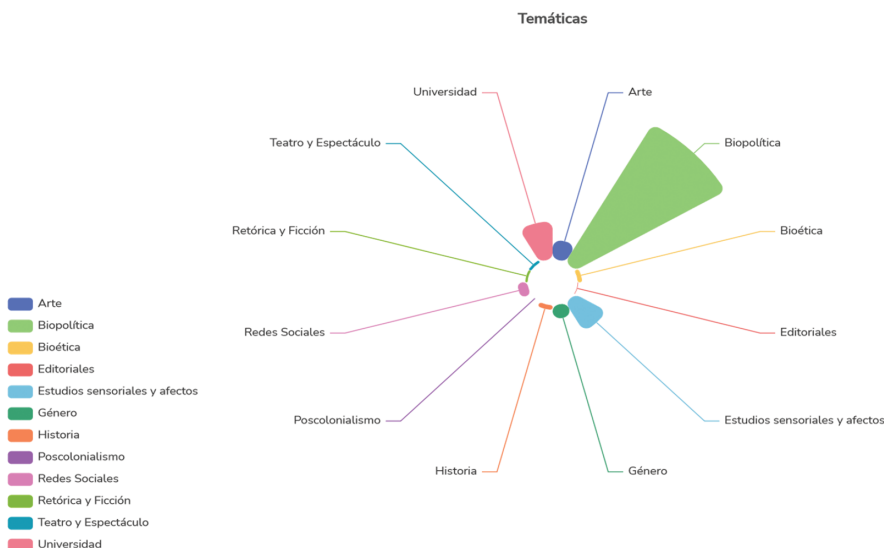 Temáticas
Universidad
Arte
Teatro y Espectáculo
Biopolítica
Retórica y Ficción
Bioética
Redes Sociales
Editoriales
Poscolonialismo
Estudios sensoriales y afectos
Historia
Género
Arte
Biopolítica
Bioética
Editoriales
Estudios sensoriales y afectos
Género
Historia
Poscolonialismo
Redes Sociales
Retórica y Ficción
Teatro y Espectáculo
Universidad